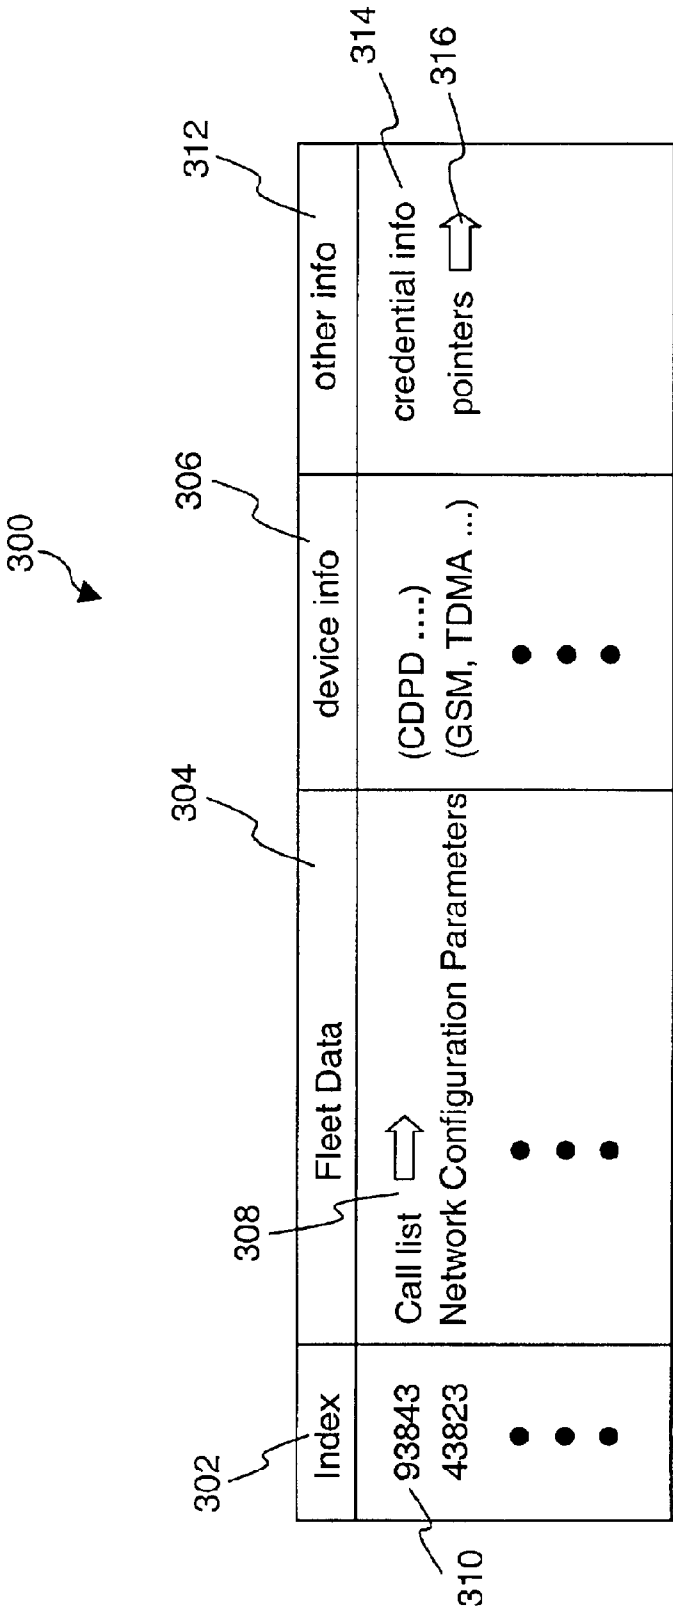 300
302
304
306
312
Index
Fleet Data
device info
other info
314
308
93843
Call list
(CDPD ....)
credential info
316
310
43823
Network Configuration Parameters
(GSM, TDMA ...)
pointers